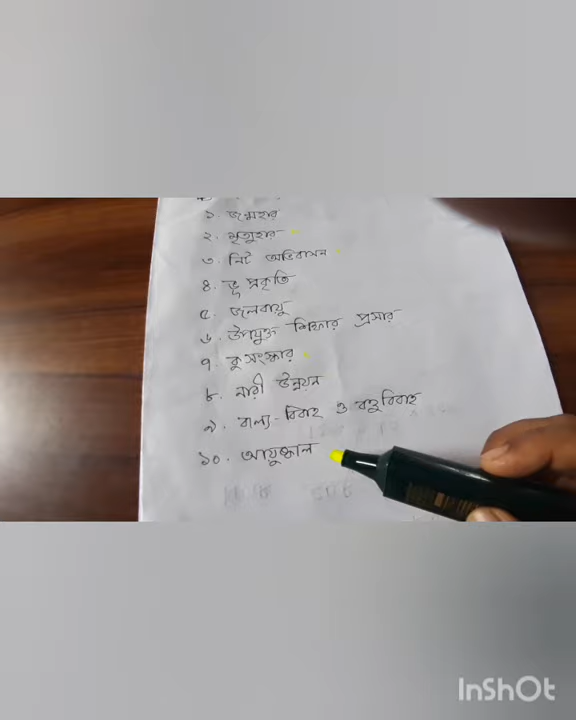 ১. জন্মহার
২. মৃত্যুহার
৩. নিট অভিবাসন
৪. ভূ প্রকৃতি
৫. জলবায়ু
৬. উপযুক্ত শিক্ষার প্রসার
৭. কুসংস্কার
৮. নারী উন্নয়ন
৯. বাল্য-বিবাহ ও বহুবিবাহ
১০. আয়ুষ্কাল
InShOt